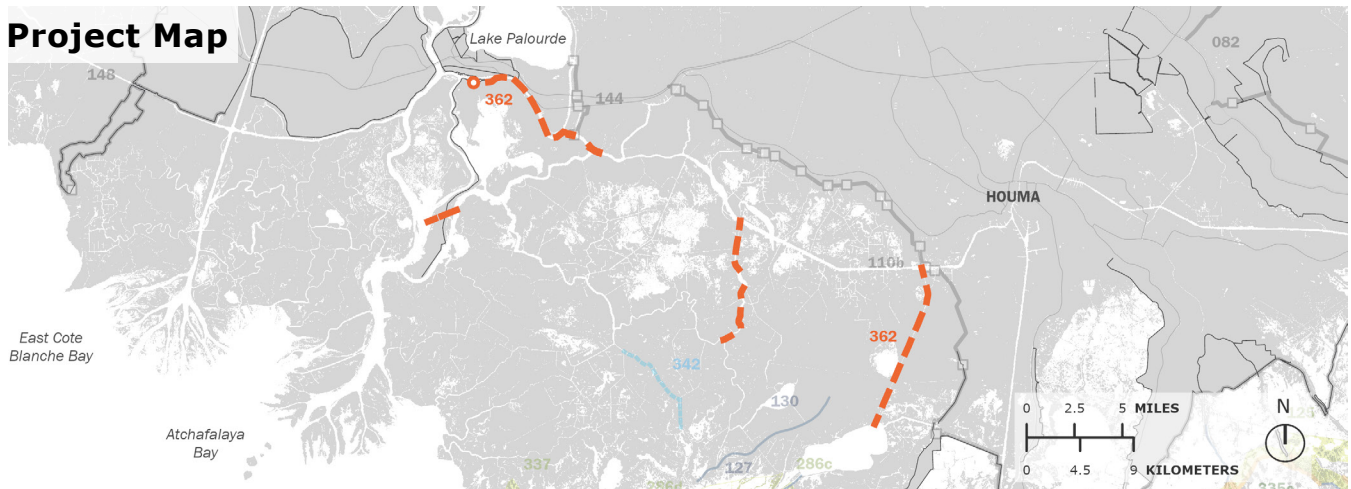 Project Map
Lake Palourde
082
148
362
144
HOUMA
110b
East Cote
Blanche Bay
362
342
0 2.5 5 MILES
130
N
Atchafalaya
Bay
0 4.5 9 KILOMETERS
337
127
286c